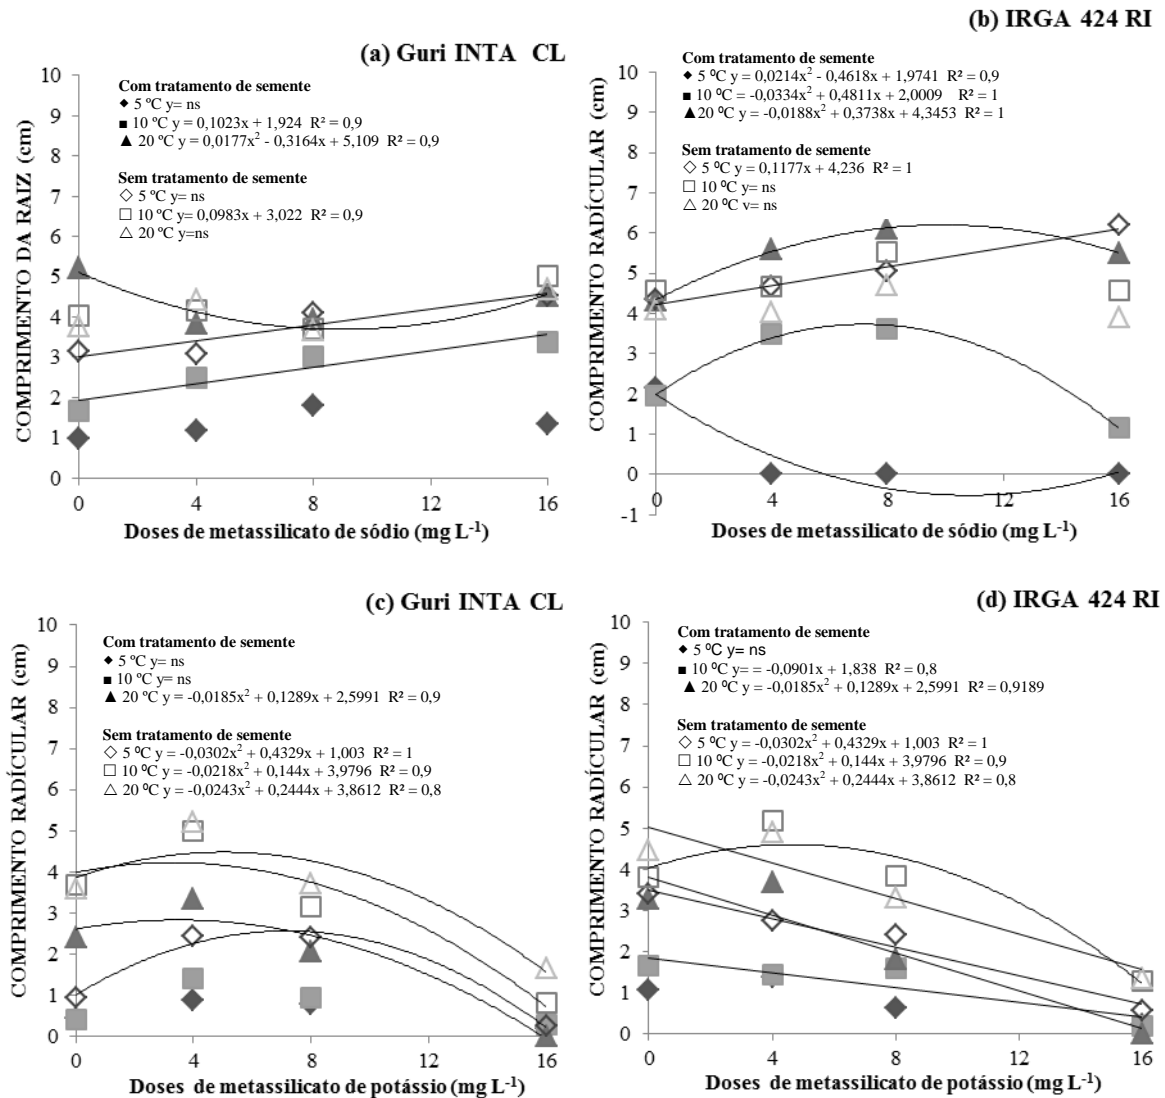 (a) Guri INTA CL
COMPRIMENTO DA RAIZ (cm)
10
9
8
7
6
5
4
3
2
1
0
Com tratamento de semente
◆ 5 ºC y= ns
■ 10 ºC y = 0,1023x + 1,924 R² = 0,9
▲ 20 ºC y = 0,0177x² - 0,3164x + 5,109 R² = 0,9
Sem tratamento de semente
◇ 5 ºC y= ns
□ 10 ºC y= 0,0983x + 3,022 R² = 0,9
△ 20 ºC y=ns
0 4 8 12 16
Doses de metassilicato de sódio (mg L⁻¹)
(b) IRGA 424 RI
COMPRIMENTO RADÍCULAR (cm)
10
9
8
7
6
5
4
3
2
1
0
-1
Com tratamento de semente
◆ 5 ⁰C y = 0,0214x² - 0,4618x + 1,9741 R² = 0,9
■ 10 ⁰C = -0,0334x² + 0,4811x + 2,0009 R² = 1
▲ 20 ⁰C y = -0,0188x² + 0,3738x + 4,3453 R² = 1
Sem tratamento de semente
◇ 5 ⁰C y = 0,1177x + 4,236 R² = 1
□ 10 ⁰C y= ns
△ 20 ⁰C v= ns
0 4 8 12 16
Doses de metassilicato de sódio (mg L⁻¹)
(c) Guri INTA CL
COMPRIMENTO RADÍCULAR (cm)
10
9
8
7
6
5
4
3
2
1
0
Com tratamento de semente
◆ 5 ºC y= ns
■ 10 ºC y= ns
▲ 20 ⁰C y = -0,0185x² + 0,1289x + 2,5991 R² = 0,9
Sem tratamento de semente
◇ 5 ⁰C y = -0,0302x² + 0,4329x + 1,003 R² = 1
□ 10 ⁰C y = -0,0218x² + 0,144x + 3,9796 R² = 0,9
△ 20 ⁰C y = -0,0243x² + 0,2444x + 3,8612 R² = 0,8
0 4 8 12 16
Doses de metassilicato de potássio (mg L⁻¹)
(d) IRGA 424 RI
COMPRIMENTO RADÍCULAR (cm)
10
9
8
7
6
5
4
3
2
1
0
Com tratamento de semente
◆ 5 ⁰C y= ns
■ 10 ⁰C y= = -0,0901x + 1,838 R² = 0,8
▲ 20 ⁰C y = -0,0185x² + 0,1289x + 2,5991 R² = 0,9189
Sem tratamento de semente
◇ 5 ⁰C y = -0,0302x² + 0,4329x + 1,003 R² = 1
□ 10 ⁰C y = -0,0218x² + 0,144x + 3,9796 R² = 0,9
△ 20 ⁰C y = -0,0243x² + 0,2444x + 3,8612 R² = 0,8
0 4 8 12 16
Doses de metassilicato de potássio (mg L⁻¹)